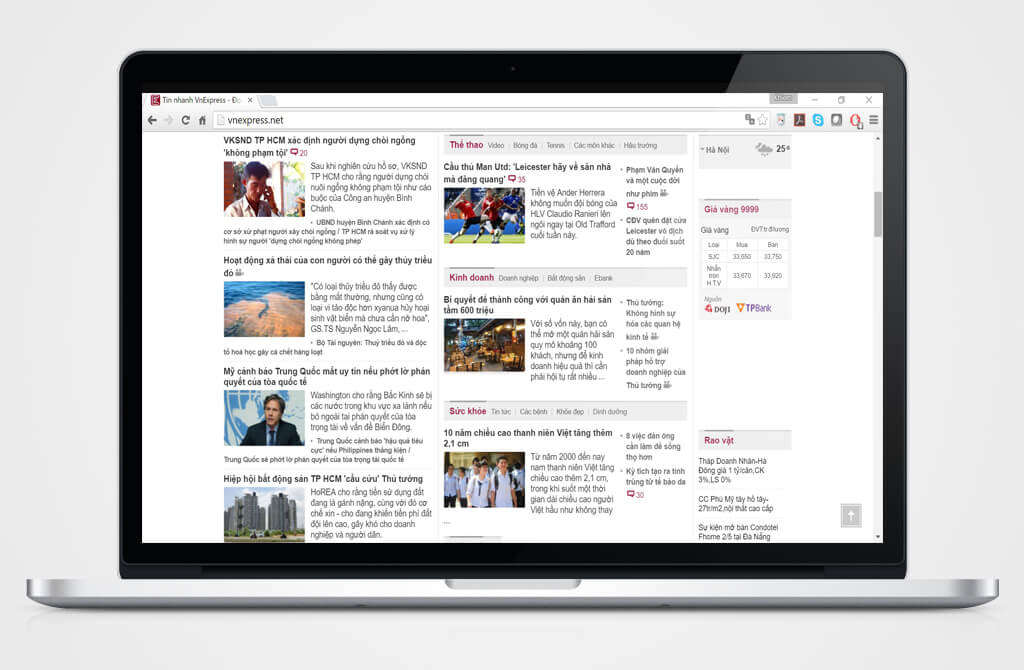 Tin nhanh VnExpress - Đọ
vnexpress.net
VKSND TP HCM xác định người dựng chòi ngỗng
'không phạm tội' 20
Sau khi nghiên cứu hồ sơ, VKSND
TP HCM cho rằng người dựng chòi
nuôi ngỗng không phạm tội như cáo
buộc của Công an huyện Bình
Chánh.
UBND huyện Bình Chánh xác định có
cơ sở xử phạt người xây chòi ngỗng / TP HCM rà soát vụ xử lý
hình sự người 'dựng chòi ngỗng không phép'
Hoạt động xả thải của con người có thể gây thủy triều
đỏ
"Có loại thủy triều đỏ thấy được
bằng mắt thường, nhưng cũng có
loại vi tảo độc hơn xyanua hủy hoại
sinh vật biển mà chưa cần nở hoa",
GS.TS Nguyễn Ngọc Lâm, ...
Bộ Tài nguyên: Thuỷ triều đỏ và độc
tố hoá học gây cá chết hàng loạt
Mỹ cảnh báo Trung Quốc mất uy tín nếu phớt lờ phán
quyết của tòa quốc tế
Washington cho rằng Bắc Kinh sẽ bị
các nước trong khu vực xa lánh nếu
bỏ ngoài tai phán quyết của tòa
trọng tài về vấn đề Biển Đông.
Trung Quốc cảnh báo 'hậu quả tiêu
cực' nếu Philippines thắng kiện /
Trung Quốc sẽ phớt lờ phán quyết của tòa trọng tài quốc tế
Hiệp hội bất động sản TP HCM 'cầu cứu' Thủ tướng
HoREA cho rằng tiền sử dụng đất
đang là gánh nặng, cùng với đó cơ
chế xin - cho đang khiến tiền phí đất
đội lên cao, gây khó cho doanh
nghiệp và người dân.
Thể thao Video Bóng đá Tennis Các môn khác Hậu trường
Cầu thủ Man Utd: 'Leicester hãy về sân nhà
mà đăng quang' 35
Tiền vệ Ander Herrera
không muốn đội bóng của
HLV Claudio Ranieri lên
ngôi ngay tại Old Trafford
cuối tuần này.
Phạm Văn Quyến
và một cuộc đời
như phim
155
CĐV quên đặt cửa
Leicester vô địch
dù theo đuổi suốt
20 năm
Kinh doanh Doanh nghiệp Bất động sản Ebank
Bí quyết để thành công với quán ăn hải sản
tầm 600 triệu
Với số vốn này, bạn có
thể mở một quán hải sản
quy mô khoảng 100
khách, nhưng để kinh
doanh hiệu quả thì cần
phải hội tụ rất nhiều ...
Thủ tướng:
Không hình sự
hóa các quan hệ
kinh tế
10 nhóm giải
pháp hỗ trợ
doanh nghiệp của
Thủ tướng
Sức khỏe Tin tức Các bệnh Khỏe đẹp Dinh dưỡng
10 năm chiều cao thanh niên Việt tăng thêm
2,1 cm
Từ năm 2000 đến nay
nam thanh niên Việt tăng
cao thêm 2,1 cm,
trong khi suốt một thời
gian dài chiều cao người
Việt hầu như không thay
...
8 việc đàn ông
cần làm để sống
thọ hơn
Kỳ tích tạo ra tinh
trùng từ tế bào da
30
Hà Nội 25°
Giá vàng 9999
Giá vàng ĐVT:tr.đ/lượng
Loại Mua Bán
SJC 33,650 33,750
Nhẫn
tròn
H.T.V 33,670 33,920
Nguồn
DOJI TPBank
Rao vặt
Tháp Doanh Nhân-Hà
Đông giá 1 tỷ/căn,CK
3%,LS 0%
CC Phú Mỹ tây hồ tây-
27tr/m2,nội thất cao cấp
Sự kiện mở bán Condotel
Fhome 2/5 tại Đà Nẵng